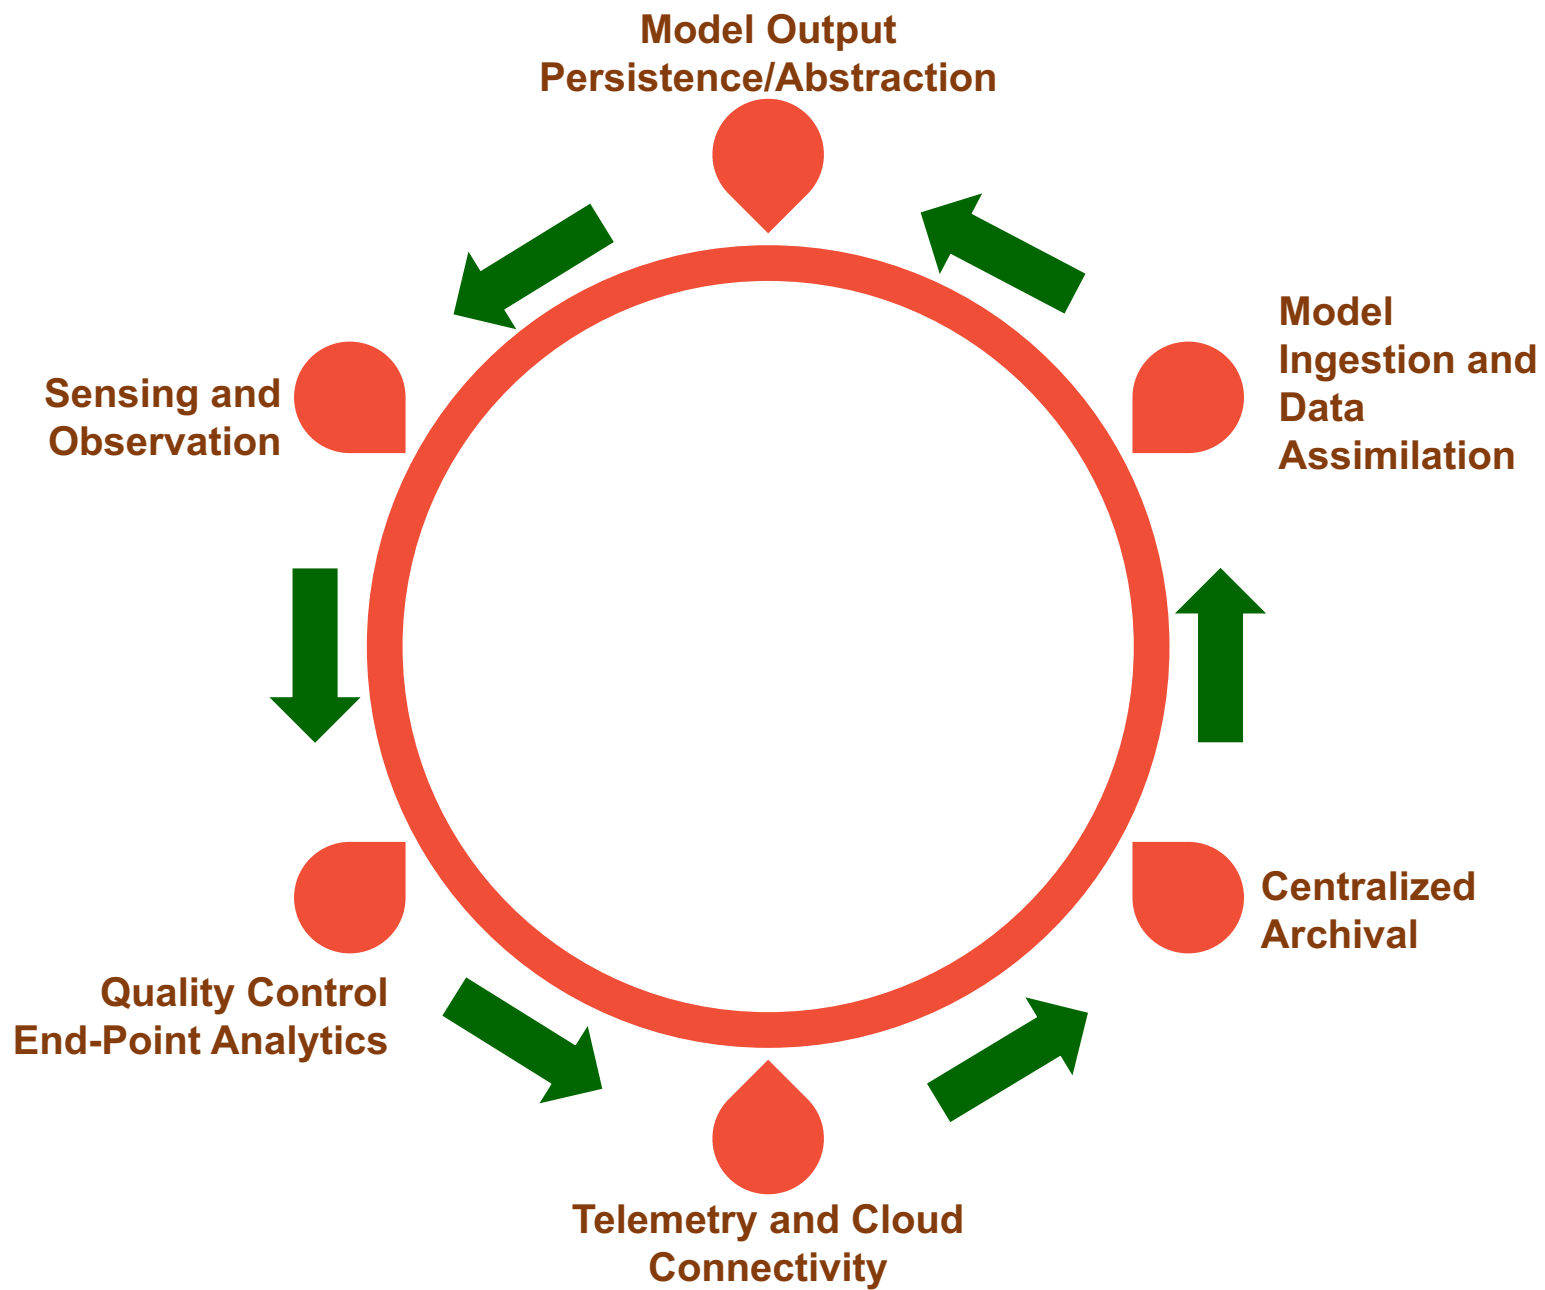 Model Output
Persistence/Abstraction
Model
Ingestion and
Data
Assimilation
Sensing and
Observation
Centralized
Archival
Quality Control
End-Point Analytics
Telemetry and Cloud
Connectivity